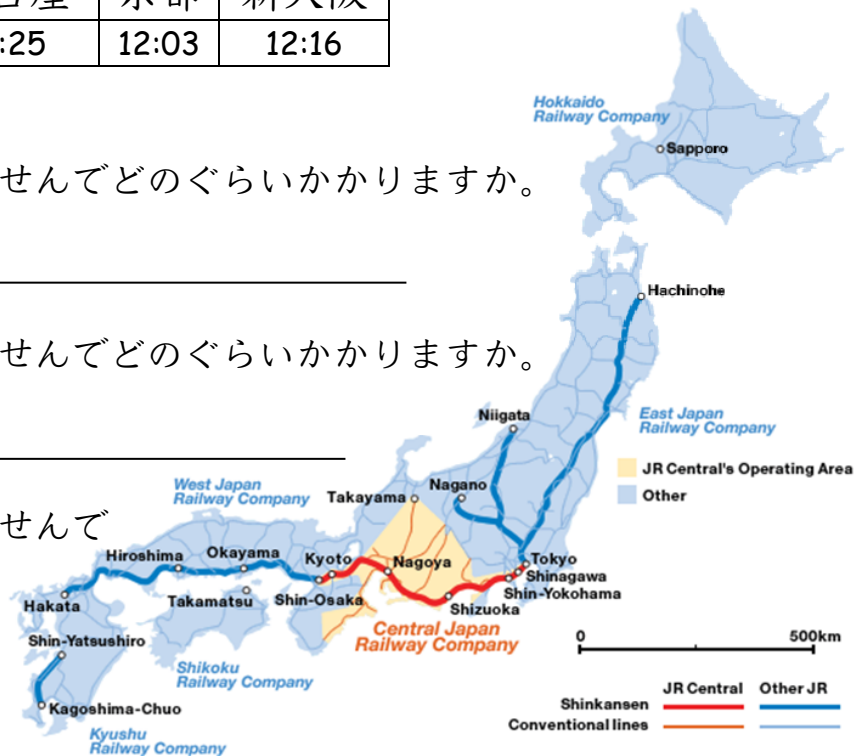 古屋 京都 新大阪
:25 12:03 12:16
せんでどのぐらいかかりますか。
せんでどのぐらいかかりますか。
せんで
Hokkaido
Railway Company
Sapporo
Hachinohe
Niigata
East Japan
Railway Company
JR Central's Operating Area
Other
West Japan
Railway Company
Takayama
Nagano
Hiroshima
Okayama
Kyoto
Nagoya
Tokyo
Shinagawa
Shin-Yokohama
Hakata
Takamatsu
Shin-Osaka
Shizuoka
Central Japan
Railway Company
Shin-Yatsushiro
Shikoku
Railway Company
Kagoshima-Chuo
Kyushu
Railway Company
0 500km
JR Central Other JR
Shinkansen
Conventional lines